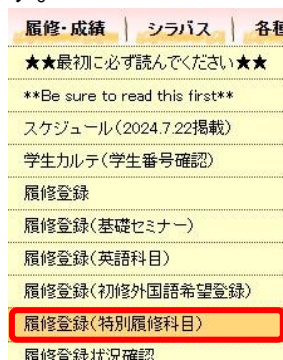 履修・成績 シラバス 各種
★★最初に必ず読んでください★★
**Be sure to read this first**
スケジュール(2024.7.22掲載)
学生カルテ(学生番号確認)
履修登録
履修登録(基礎セミナー)
履修登録(英語科目)
履修登録(初修外国語希望登録)
履修登録(特別履修科目)
履修登録状況確認